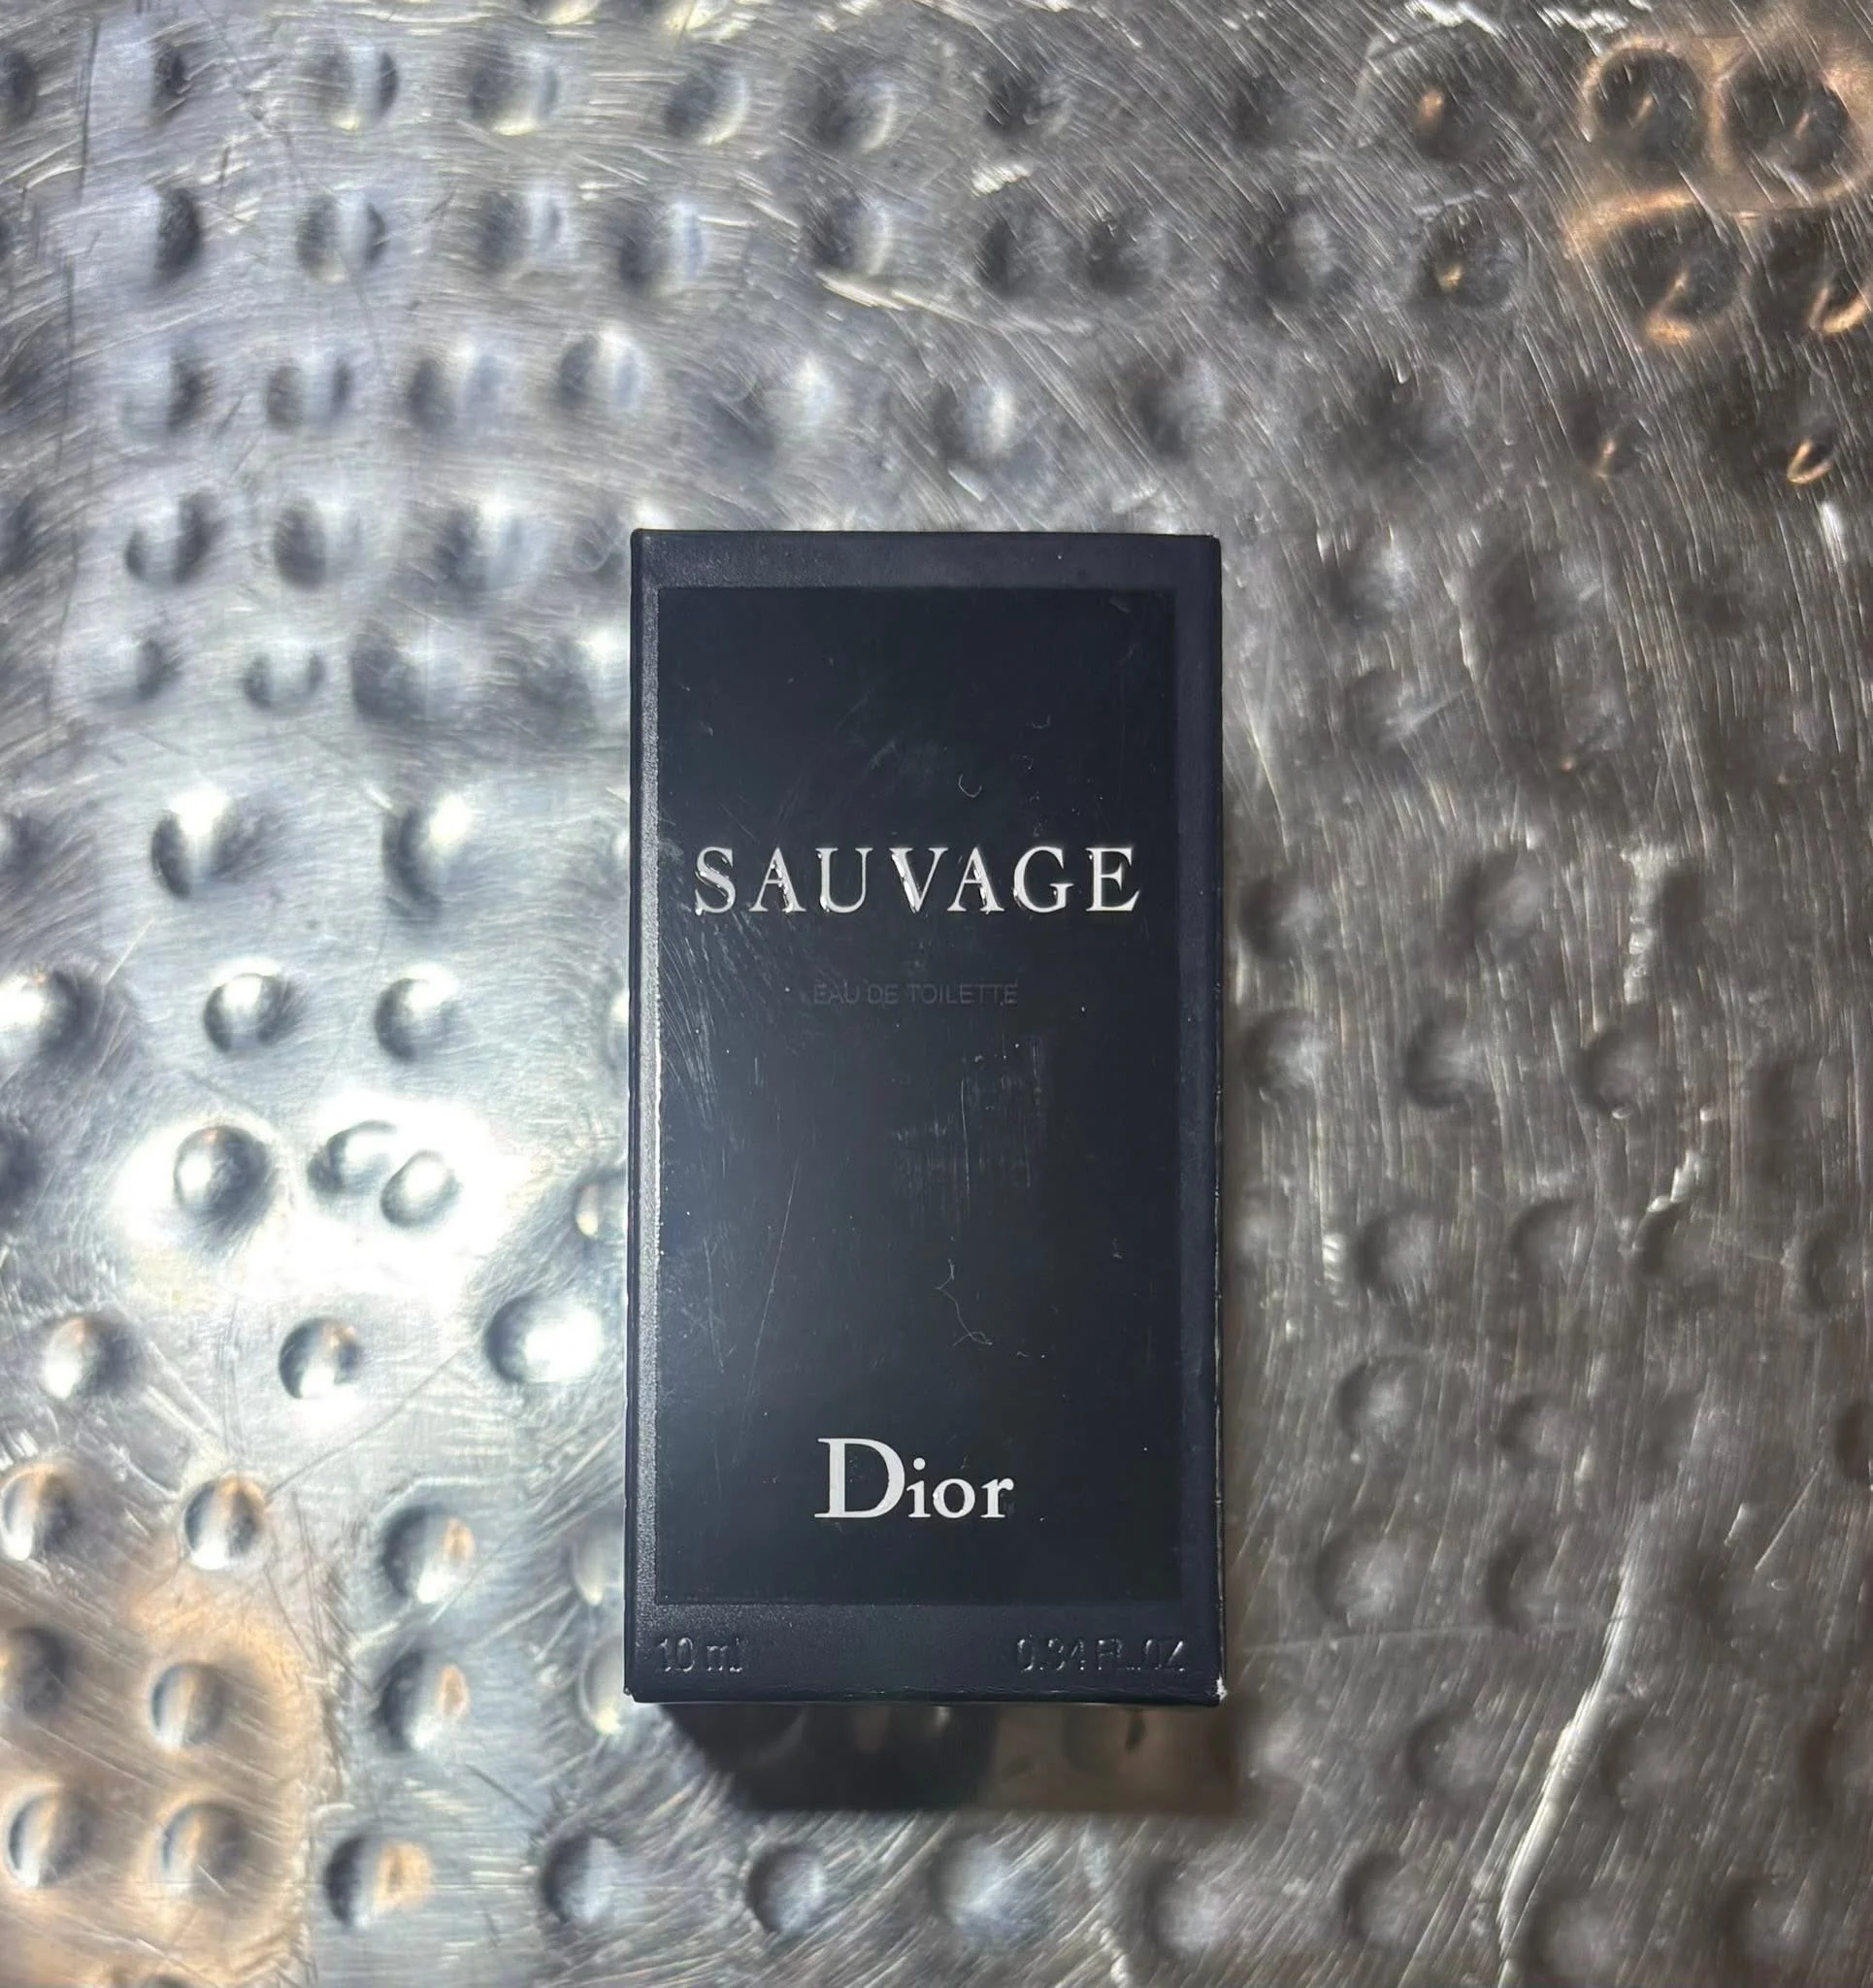 SAUVAGE
EAU DE TOILETTE
Dior
10 ml 0.34 FL.OZ